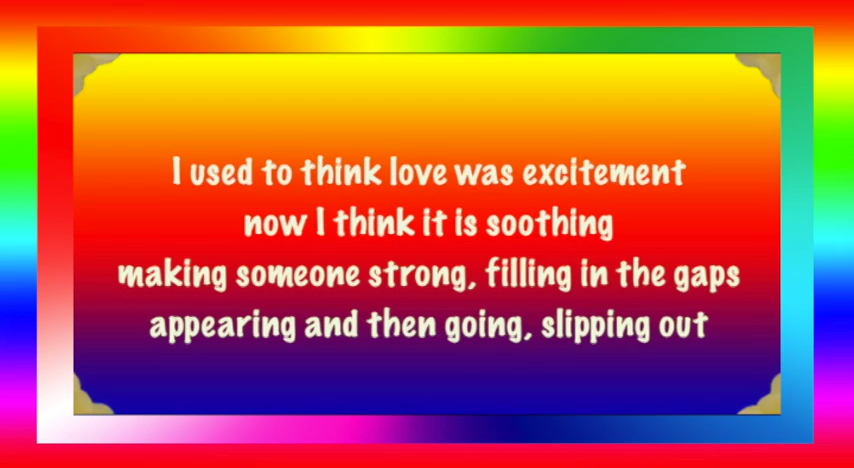 I used to think love was excitement
now I think it is soothing
making someone strong, filling in the gaps
appearing and then going, slipping out